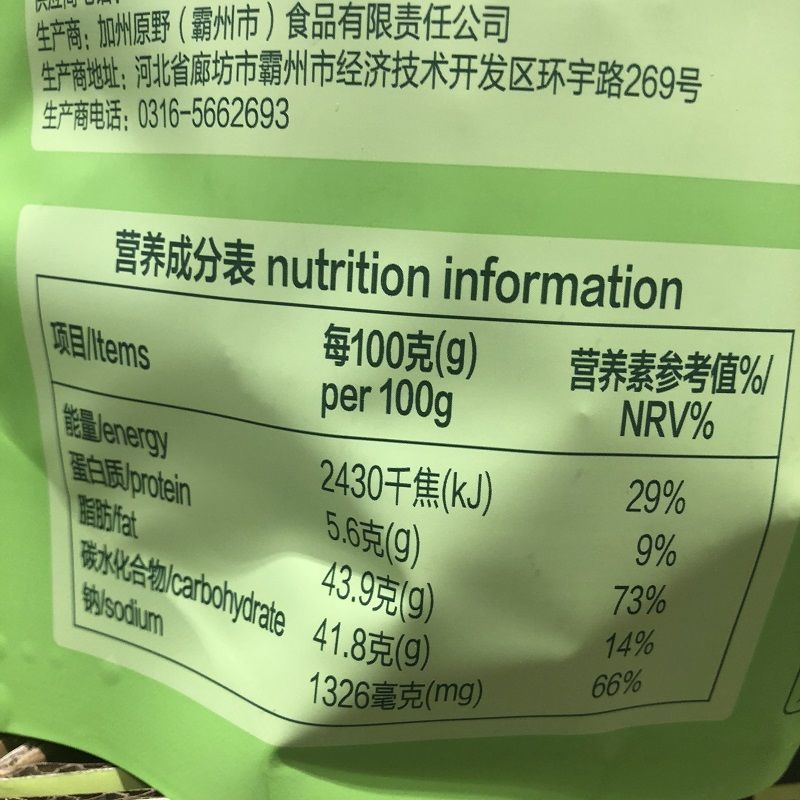 生产商：加州原野（霸州市）食品有限责任公司
生产商地址：河北省廊坊市霸州市经济技术开发区环宇路269号
生产商电话：0316-5662693
营养成分表 nutrition information
项目/Items 每100克(g) per 100g 营养素参考值%/NRV%
能量/energy 2430千焦(kJ) 29%
蛋白质/protein 5.6克(g) 9%
脂肪/fat 43.9克(g) 73%
碳水化合物/carbohydrate 41.8克(g) 14%
钠/sodium 1326毫克(mg) 66%